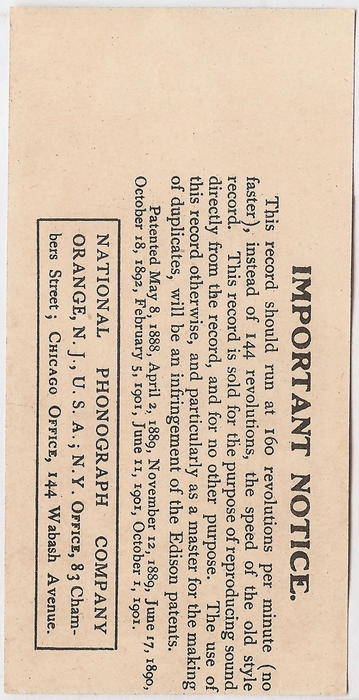 IMPORTANT NOTICE.
This record should run at 160 revolutions per minute (no
faster), instead of 144 revolutions, the speed of the old style
record. This record is sold for the purpose of reproducing sound
directly from the record, and for no other purpose. The use of
this record otherwise, and particularly as a master for the making
of duplicates, will be an infringement of the Edison patents.
Patented May 8, 1888, April 2, 1889, November 12, 1889, June 17, 1890,
October 18, 1892, February 5, 1901, June 11, 1901, October 1, 1901.
NATIONAL PHONOGRAPH COMPANY
ORANGE, N. J., U. S. A.; N.Y. OFFICE, 83 Cham-
bers Street; CHICAGO OFFICE, 144 Wabash Avenue.